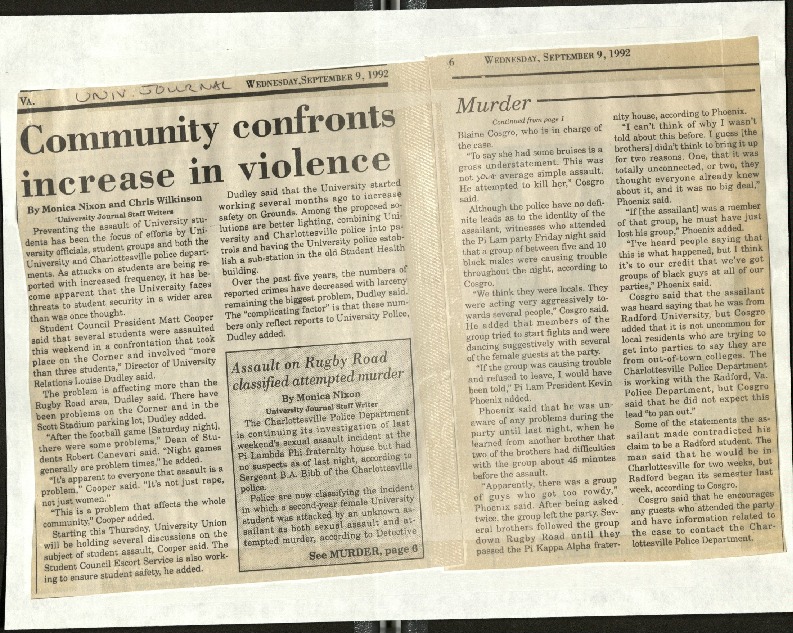 VA. UNIV. JOURNAL WEDNESDAY, SEPTEMBER 9, 1992
Community confronts
increase in violence
By Monica Nixon and Chris Wilkinson
University Journal Staff Writers
Preventing the assault of University stu-
dents has been the focus of efforts by Uni-
versity officials, student groups and both the
University and Charlottesville police depart-
ments. As attacks on students are being re-
ported with increased frequency, it has be-
come apparent that the University faces
threats to student security in a wider area
than was once thought.
Student Council President Matt Cooper
said that several students were assaulted
this weekend in a confrontation that took
place on the Corner and involved "more
than three students," Director of University
Relations Louise Dudley said.
The problem is affecting more than the
Rugby Road area, Dudley said. There have
been problems on the Corner and in the
Scott Stadium parking lot, Dudley added.
"After the football game [Saturday night],
there were some problems," Dean of Stu-
dents Robert Canevari said. "Night games
generally are problem times," he added.
"It's apparent to everyone that assault is a
problem," Cooper said. "It's not just rape,
not just women."
"This is a problem that affects the whole
community," Cooper added.
Starting this Thursday, University Union
will be holding several discussions on the
subject of student assault, Cooper said. The
Student Council Escort Service is also work-
ing to ensure student safety, he added.
Dudley said that the University started
working several months ago to increase
safety on Grounds. Among the proposed so-
lutions are better lighting, combining Uni-
versity and Charlottesville police into pa-
trols and having the University police estab-
lish a sub-station in the old Student Health
building.
Over the past five years, the numbers of
reported crimes have decreased with larceny
remaining the biggest problem, Dudley said.
The "complicating factor" is that these num-
bers only reflect reports to University Police,
Dudley added.
Assault on Rugby Road
classified attempted murder
By Monica Nixon
University Journal Staff Writer
The Charlottesville Police Department
is continuing its investigation of last
weekend's sexual assault incident at the
Pi Lambda Phi fraternity house but had
no suspects as of last night, according to
Sergeant B.A. Bibb of the Charlottesville
police.
Police are now classifying the incident
in which a second-year female University
student was attacked by an unknown as-
sailant as both sexual assault and at-
tempted murder, according to Detective
See MURDER, page 6
6 WEDNESDAY, SEPTEMBER 9, 1992
Murder
Continued from page 1
Blaine Cosgro, who is in charge of
the case.
"To say she had some bruises is a
gross understatement. This was
not your average simple assault.
He attempted to kill her," Cosgro
said.
Although the police have no defi-
nite leads as to the identity of the
assailant, witnesses who attended
the Pi Lam party Friday night said
that a group of between five and 10
black males were causing trouble
throughout the night, according to
Cosgro.
"We think they were locals. They
were acting very aggressively to-
wards several people," Cosgro said.
He added that members of the
group tried to start fights and were
dancing suggestively with several
of the female guests at the party.
"If the group was causing trouble
and refused to leave, I would have
been told," Pi Lam President Kevin
Phoenix added.
Phoenix said that he was un-
aware of any problems during the
party until last night, when he
learned from another brother that
two of the brothers had difficulties
with the group about 45 minutes
before the assault.
"Apparently, there was a group
of guys who got too rowdy,"
Phoenix said. After being asked
twice, the group left the party. Sev-
eral brothers followed the group
down Rugby Road until they
passed the Pi Kappa Alpha frater-
nity house, according to Phoenix.
"I can't think of why I wasn't
told about this before. I guess [the
brothers] didn't think to bring it up
for two reasons. One, that it was
totally unconnected, or two, they
thought everyone already knew
about it, and it was no big deal,"
Phoenix said.
"If [the assailant] was a member
of that group, he must have just
lost his group," Phoenix added.
"I've heard people saying that
this is what happened, but I think
it's to our credit that we've got
groups of black guys at all of our
parties," Phoenix said.
Cosgro said that the assailant
was heard saying that he was from
Radford University, but Cosgro
added that it is not uncommon for
local residents who are trying to
get into parties to say they are
from out-of-town colleges. The
Charlottesville Police Department
is working with the Radford, Va.
Police Department, but Cosgro
said that he did not expect this
lead "to pan out."
Some of the statements the as-
sailant made contradicted his
claim to be a Radford student. The
man said that he would be in
Charlottesville for two weeks, but
Radford began its semester last
week, according to Cosgro.
Cosgro said that he encourages
any guests who attended the party
and have information related to
the case to contact the Char-
lottesville Police Department.